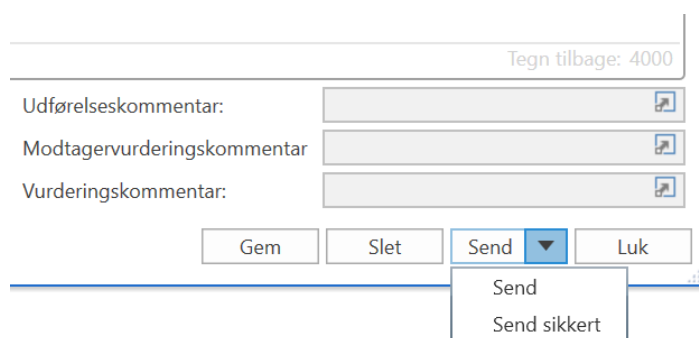 Tegn tilbage: 4000
Udførelseskommentar:
Modtagervurderingskommentar
Vurderingskommentar:
Gem Slet Send Luk
Send
Send sikkert